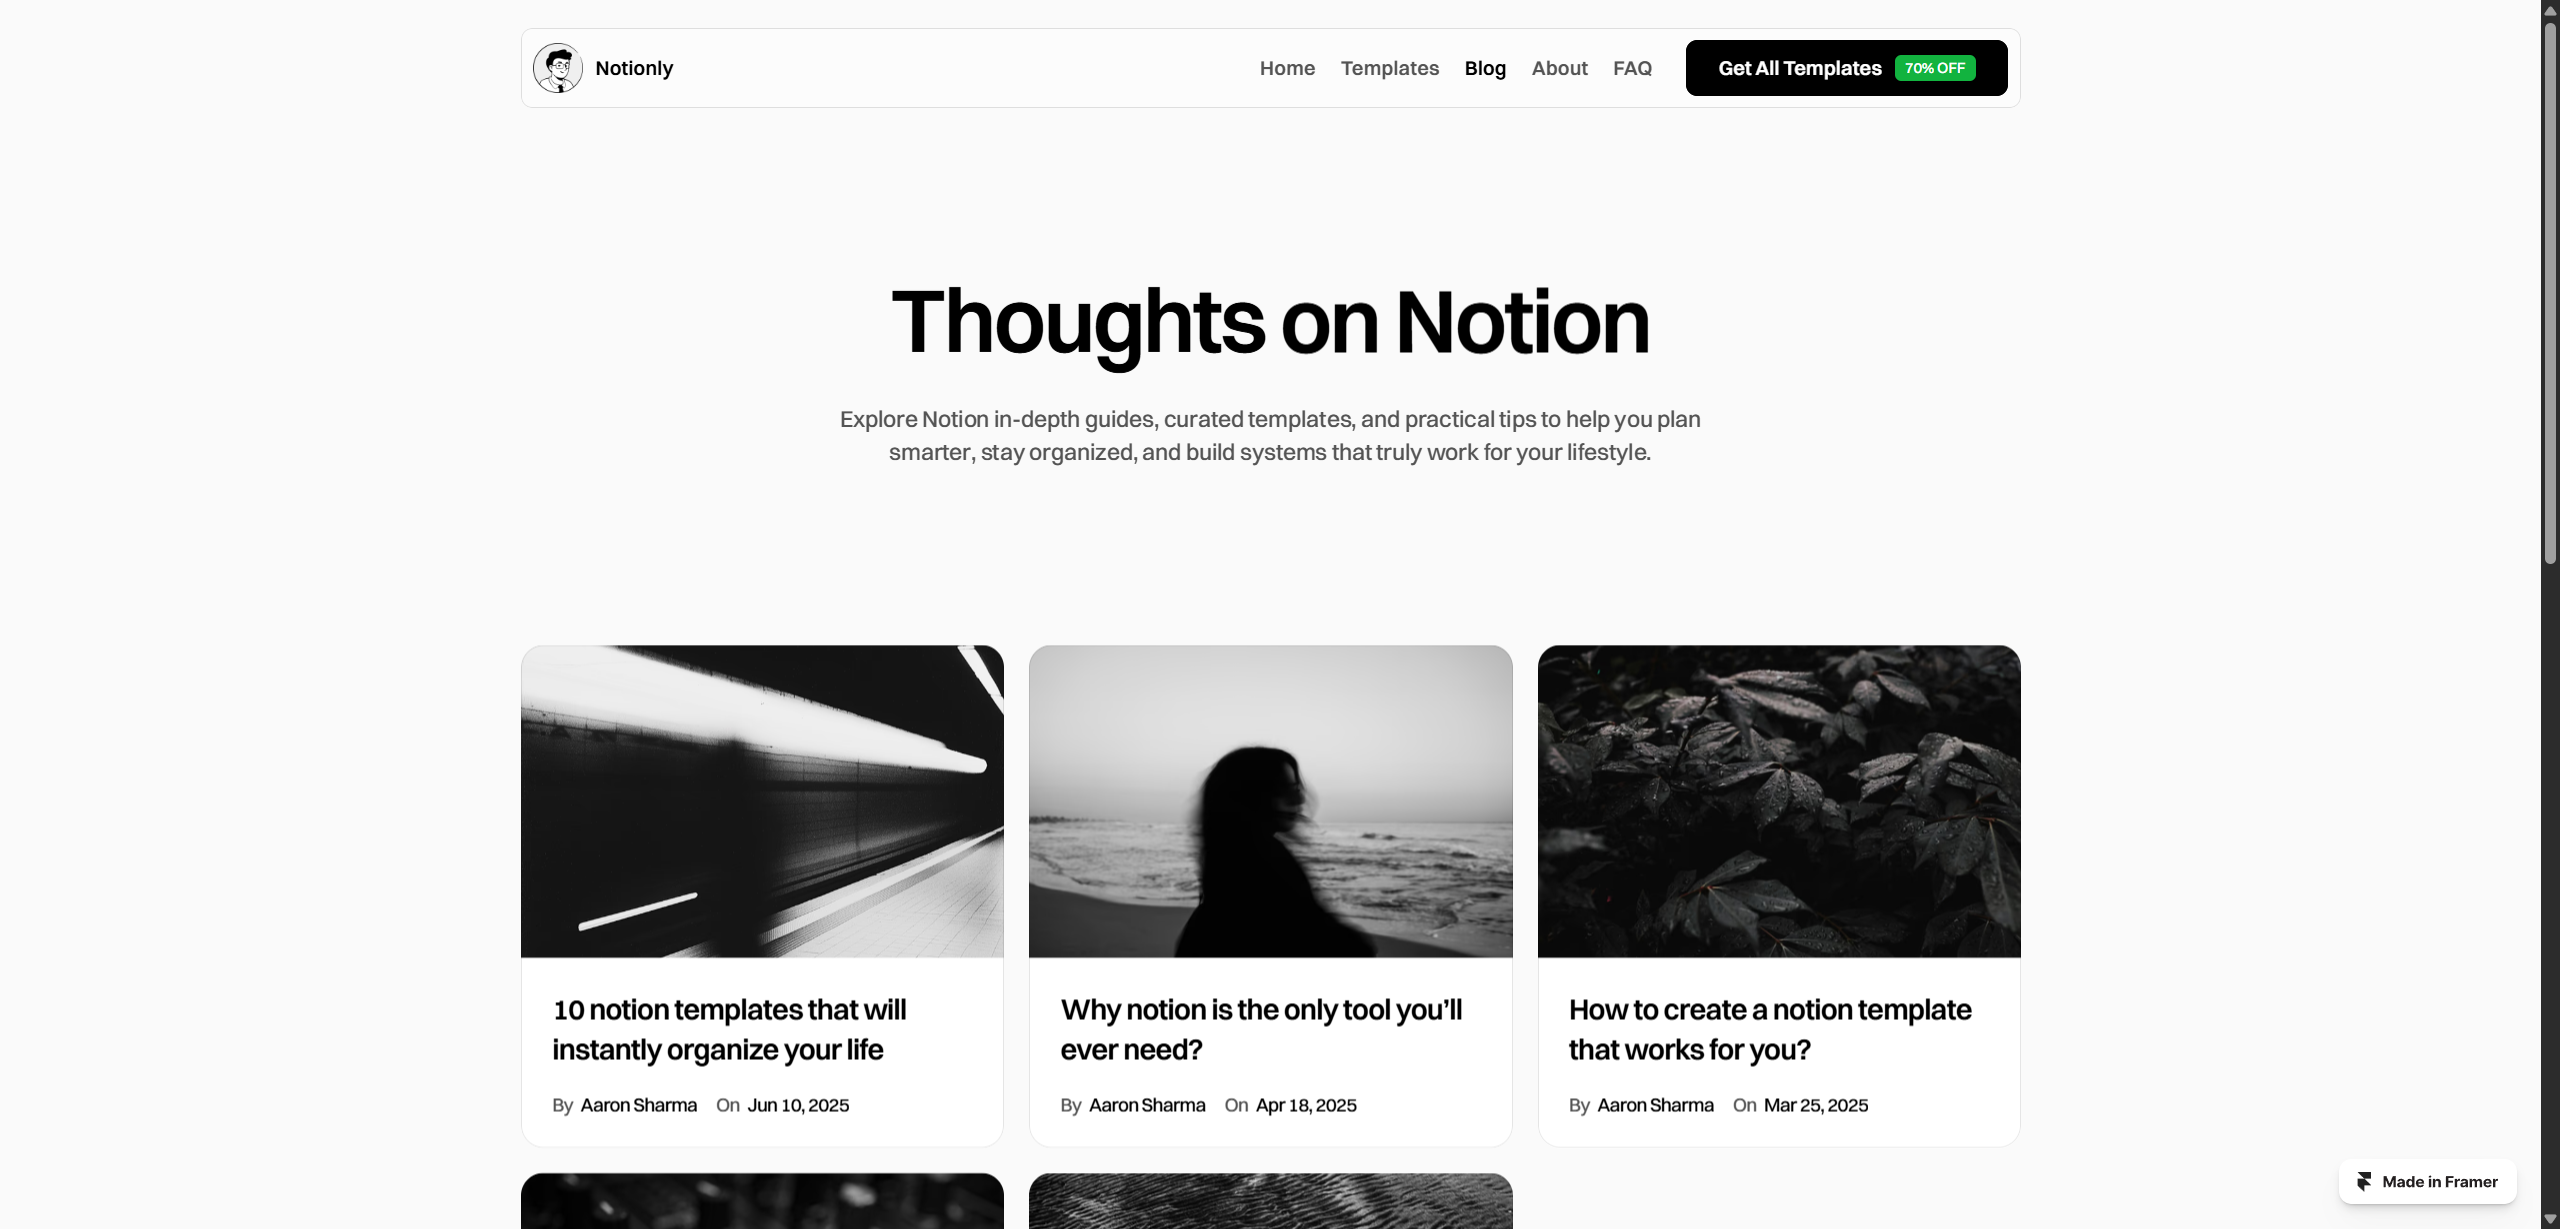 Notionly
Home
Templates
Blog
About
FAQ
Get All Templates
70% OFF
Thoughts on Notion
Explore Notion in-depth guides, curated templates, and practical tips to help you plan
smarter, stay organized, and build systems that truly work for your lifestyle.
10 notion templates that will
instantly organize your life
By Aaron Sharma On Jun 10, 2025
Why notion is the only tool you’ll
ever need?
By Aaron Sharma On Apr 18, 2025
How to create a notion template
that works for you?
By Aaron Sharma On Mar 25, 2025
Made in Framer